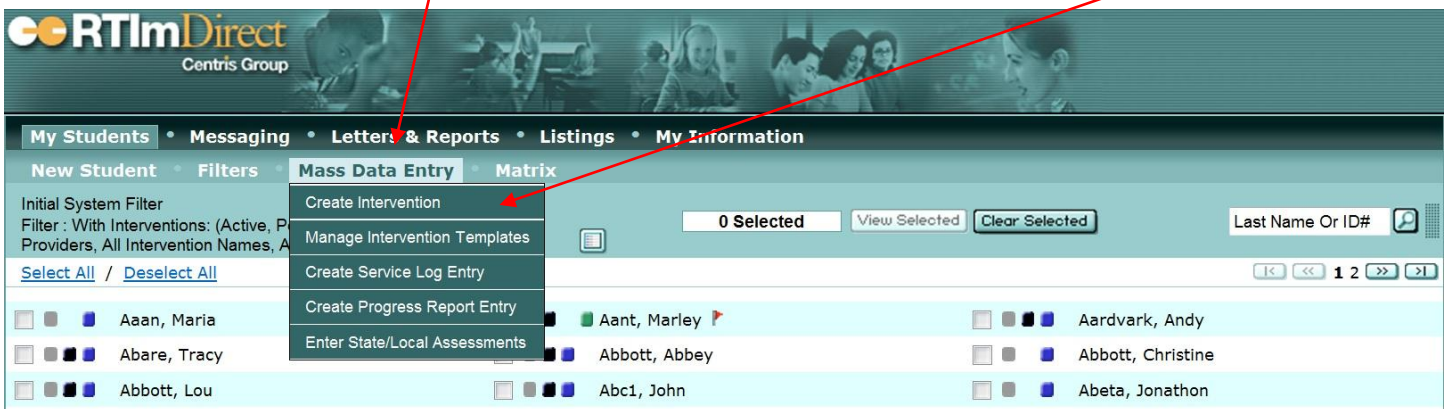 RTImDirect
Centris Group
My Students • Messaging • Letters & Reports • Listings • My Information
New Student • Filters • Mass Data Entry • Matrix
Initial System Filter
Filter : With Interventions: (Active, P
Providers, All Intervention Names, A
Create Intervention
Manage Intervention Templates
Create Service Log Entry
Create Progress Report Entry
Enter State/Local Assessments
0 Selected View Selected Clear Selected Last Name Or ID#
Select All / Deselect All 1 2
Aaan, Maria Aant, Marley Aardvark, Andy
Abare, Tracy Abbott, Abbey Abbott, Christine
Abbott, Lou Abc1, John Abeta, Jonathon